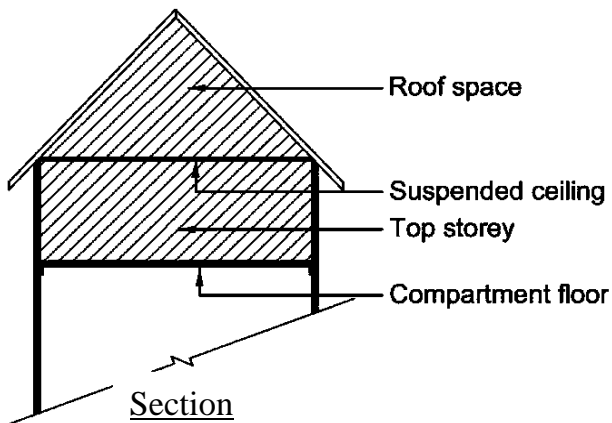 Roof space
Suspended ceiling
Top storey
Compartment floor
Section